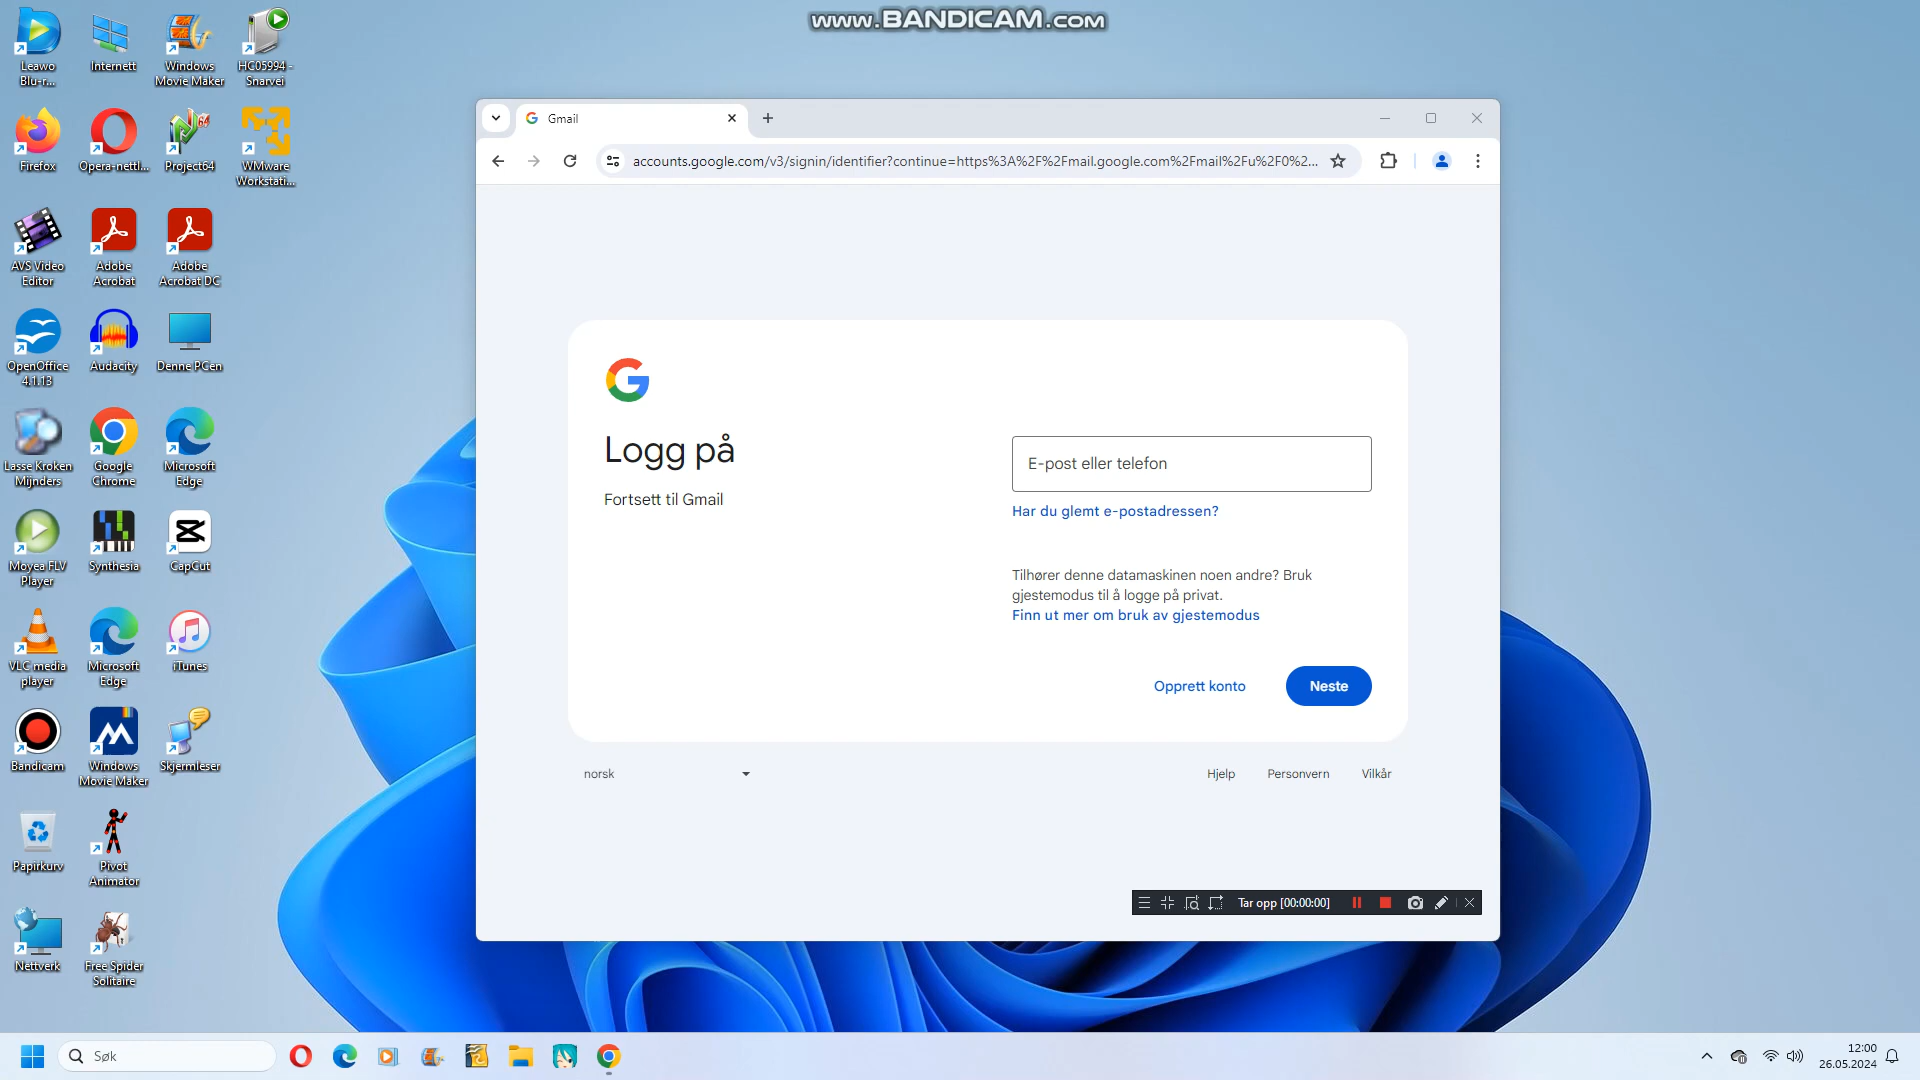 www.BANDICAM.com
Leawo
Blu-r...
Internett
Windows
Movie Maker
HC05994 -
Snarvei
Firefox
Opera-nettl...
Project64
VMware
Workstati...
AVS Video
Editor
Adobe
Acrobat
Adobe
Acrobat DC
OpenOffice
4.1.13
Audacity
Denne PCen
Lasse Kroken
Mijnders
Google
Chrome
Microsoft
Edge
Moyea FLV
Player
Synthesia
CapCut
VLC media
player
Microsoft
Edge
iTunes
Bandicam
Windows
Movie Maker
Skjermleser
Papirkurv
Pivot
Animator
Nettverk
Free Spider
Solitaire
Gmail
accounts.google.com/v3/signin/identifier?continue=https%3A%2F%2Fmail.google.com%2Fmail%2Fu%2F0%2...
Logg på
Fortsett til Gmail
E-post eller telefon
Har du glemt e-postadressen?
Tilhører denne datamaskinen noen andre? Bruk
gjestemodus til å logge på privat.
Finn ut mer om bruk av gjestemodus
Opprett konto
Neste
norsk
Hjelp
Personvern
Vilkår
Tar opp [00:00:00]
Søk
12:00
26.05.2024